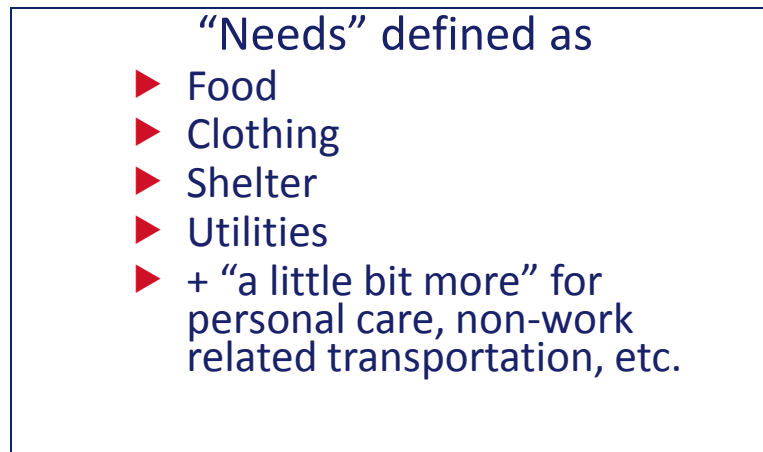 “Needs” defined as
Food
Clothing
Shelter
Utilities
+ “a little bit more” for
personal care, non-work
related transportation, etc.